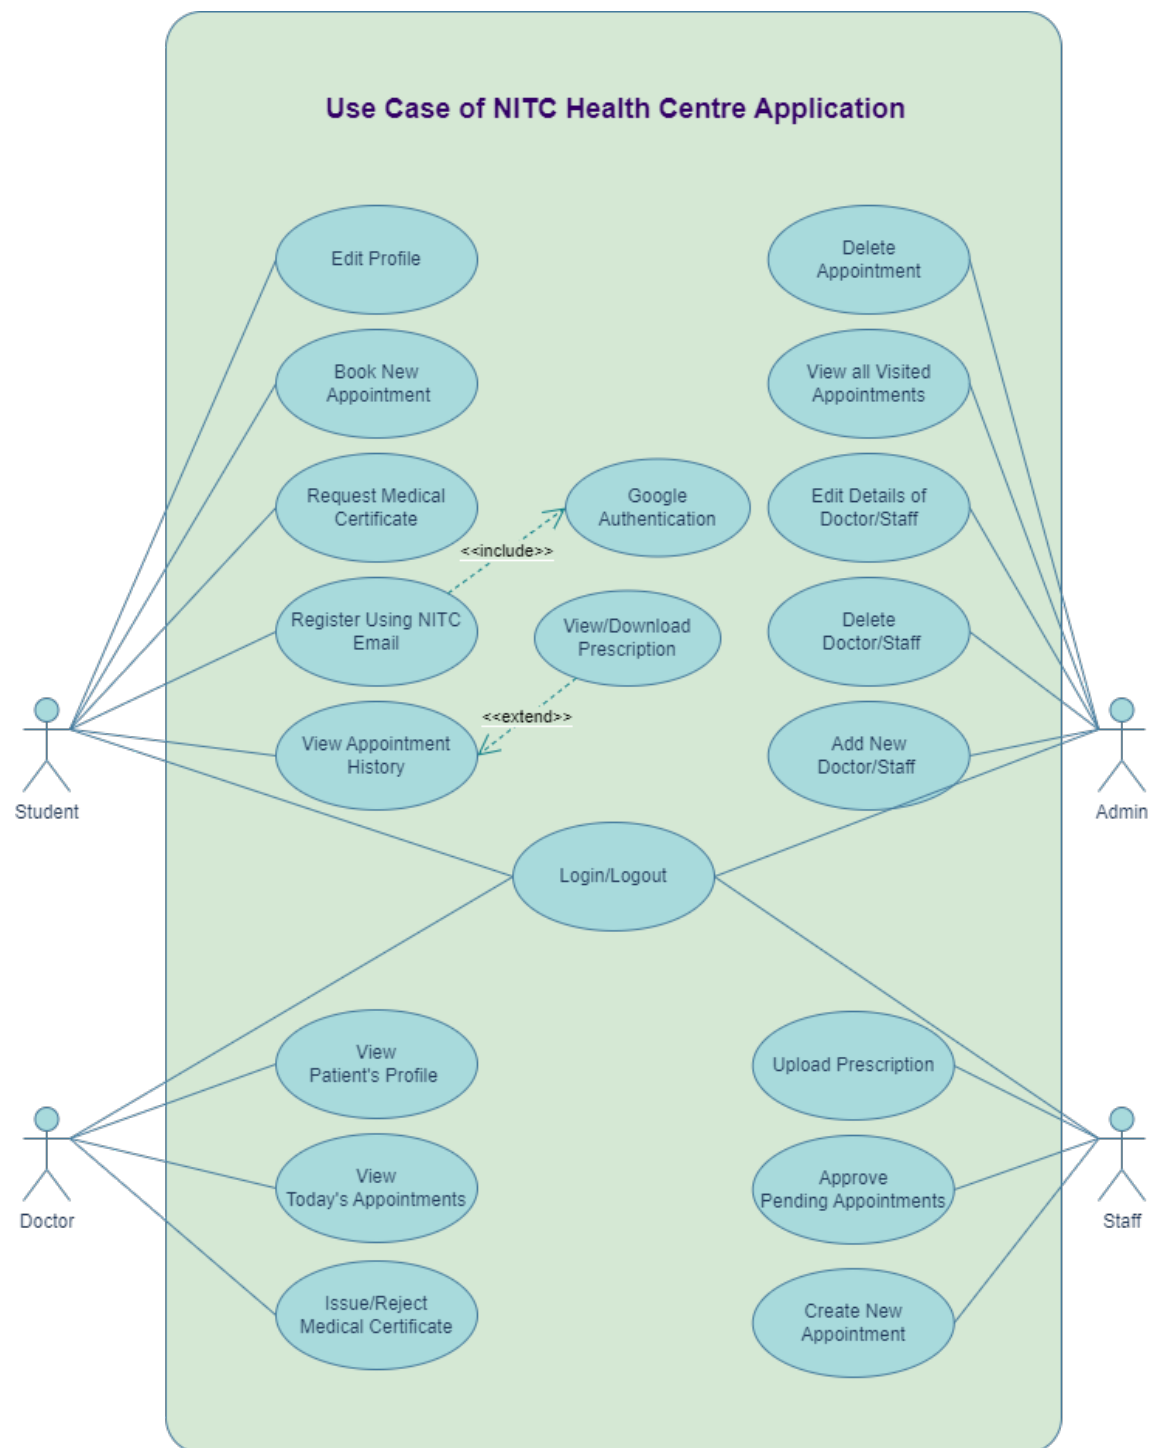 Use Case of NITC Health Centre Application
Edit Profile
Delete
Appointment
Book New
Appointment
View all Visited
Appointments
Request Medical
Certificate
Google
Authentication
Edit Details of
Doctor/Staff
<<include>>
Register Using NITC
Email
View/Download
Prescription
Delete
Doctor/Staff
<<extend>>
View Appointment
History
Add New
Doctor/Staff
Student
Admin
Login/Logout
View
Patient's Profile
Upload Prescription
View
Today's Appointments
Approve
Pending Appointments
Doctor
Staff
Issue/Reject
Medical Certificate
Create New
Appointment